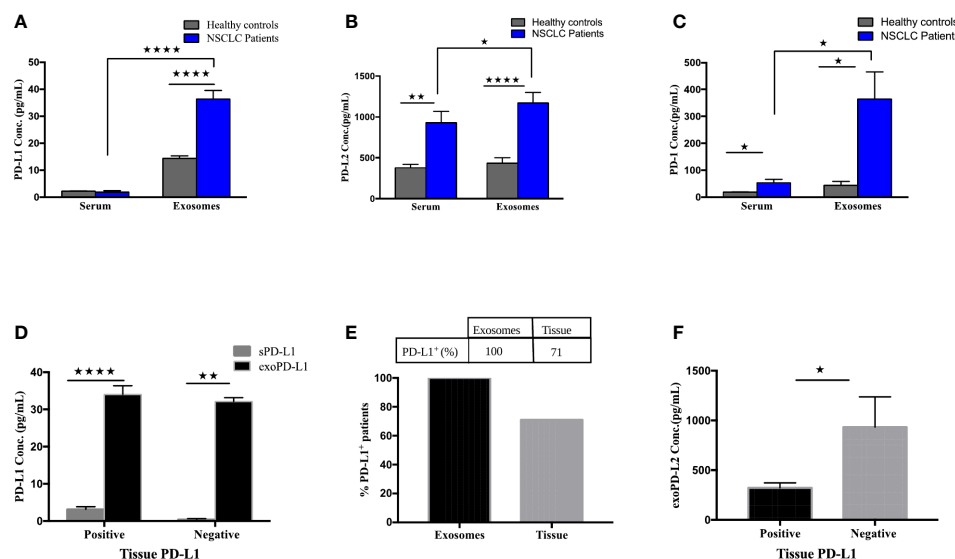 A
Healthy controls
NSCLC Patients
★★★★
★★★★
PD-L1 Conc.(pg/mL)
50
40
30
20
10
0
Serum
Exosomes
B
Healthy controls
NSCLC Patients
★
★★
★★★★
PD-L2 Conc.(pg/mL)
1500
1000
500
0
Serum
Exosomes
C
Healthy controls
NSCLC Patients
★
★
★
PD-1 Conc.(pg/mL)
500
400
300
200
100
0
Serum
Exosomes
D
sPD-L1
exoPD-L1
★★★★
★★
PD-L1 Conc.(pg/mL)
40
30
20
10
0
Positive
Negative
Tissue PD-L1
E
Exosomes Tissue
PD-L1+(%) 100 71
% PD-L1+ patients
100
80
60
40
20
0
Exosomes
Tissue
F
★
exoPD-L2 Conc.(pg/mL)
1500
1000
500
0
Positive
Negative
Tissue PD-L1